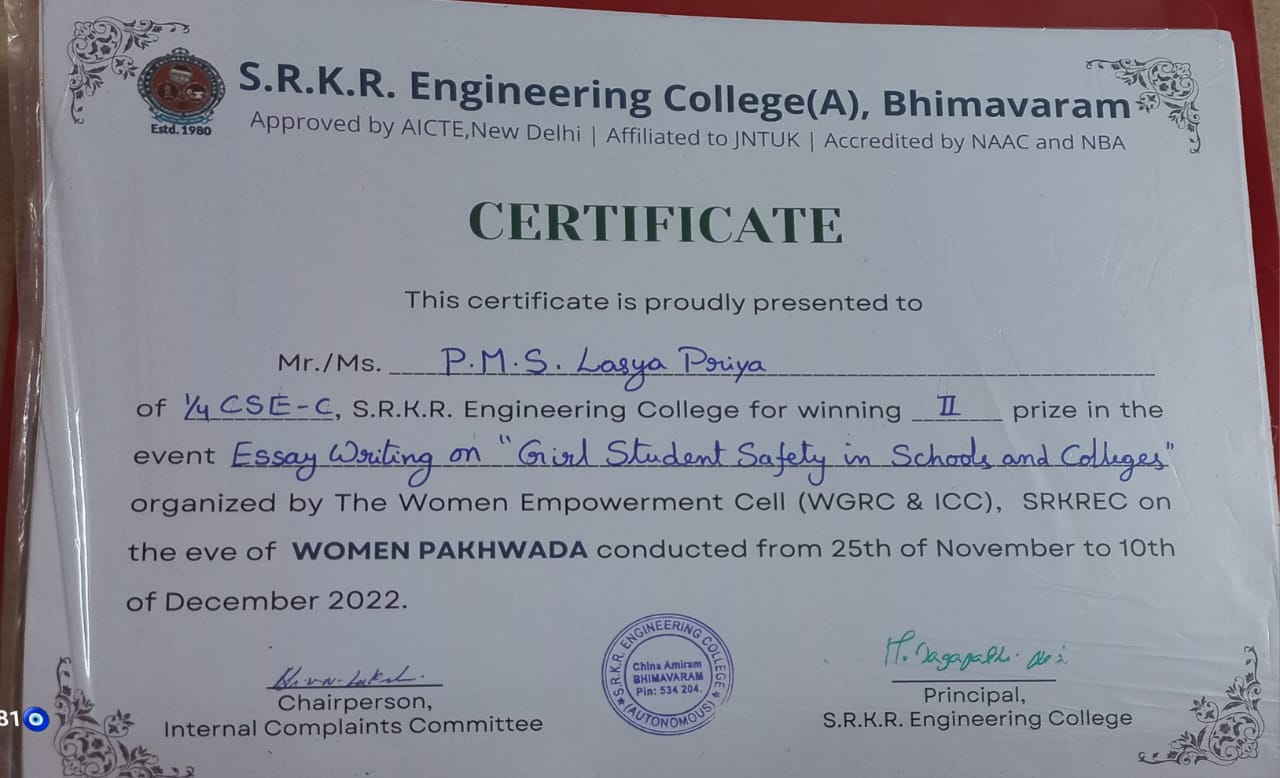 S.R.K.R. Engineering College(A), Bhimavaram
Estd. 1980
Approved by AICTE,New Delhi | Affiliated to JNTUK | Accredited by NAAC and NBA
CERTIFICATE
This certificate is proudly presented to
Mr./Ms. P.M.S. Lasya Priya
of 1/4 CSE-C, S.R.K.R. Engineering College for winning II prize in the
event Essay Writing on "Girl Student Safety in Schools and Colleges"
organized by The Women Empowerment Cell (WGRC & ICC), SRKREC on
the eve of WOMEN PAKHWADA conducted from 25th of November to 10th
of December 2022.
S.R.K.R. ENGINEERING COLLEGE
China Amiram
BHIMAVARAM
Pin: 534 204.
(AUTONOMOUS)
Chairperson,
Internal Complaints Committee
Principal,
S.R.K.R. Engineering College
81